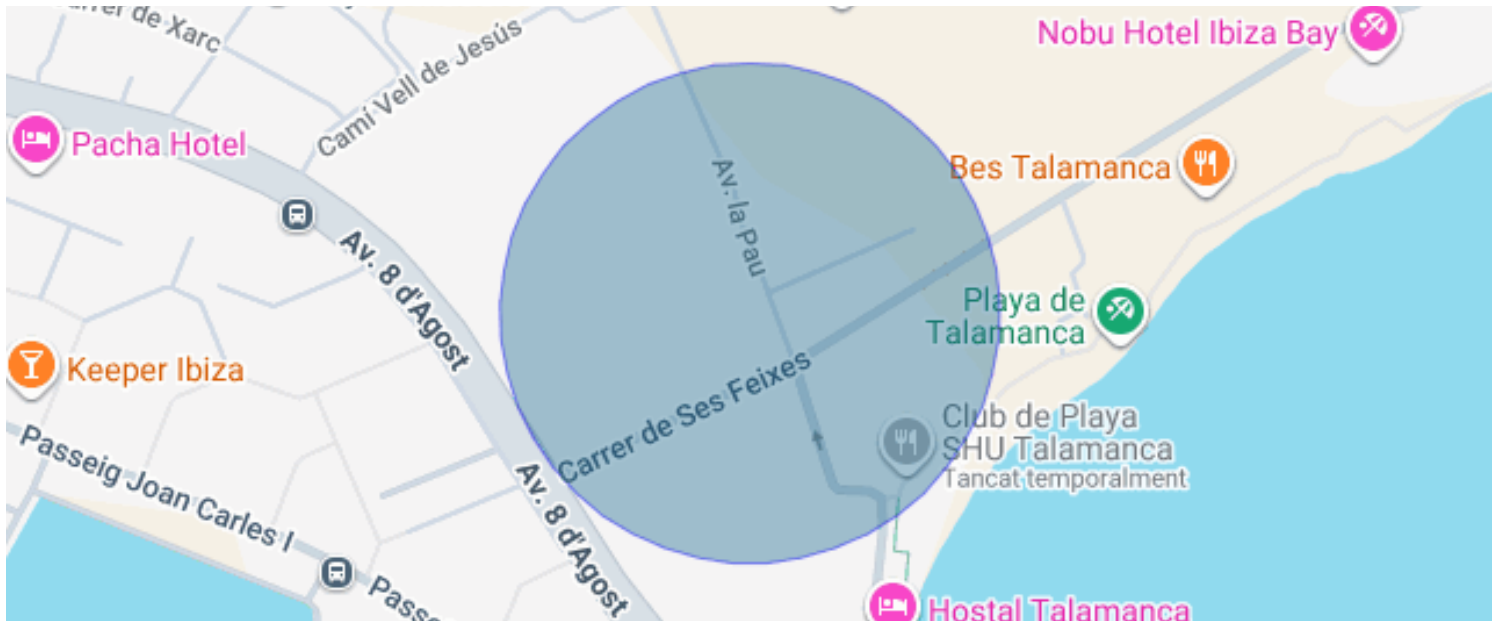 de Xarc
Camí Vell de Jesús
Nobu Hotel Ibiza Bay
Pacha Hotel
Bes Talamanca
Av. la Pau
Av. 8 d'Agost
Playa de
Talamanca
Keeper Ibiza
Carrer de Ses Feixes
Club de Playa
SHU Talamanca
Tancat temporalment
Passeig Joan Carles I
Av. 8 d'Agost
Hostal Talamanca